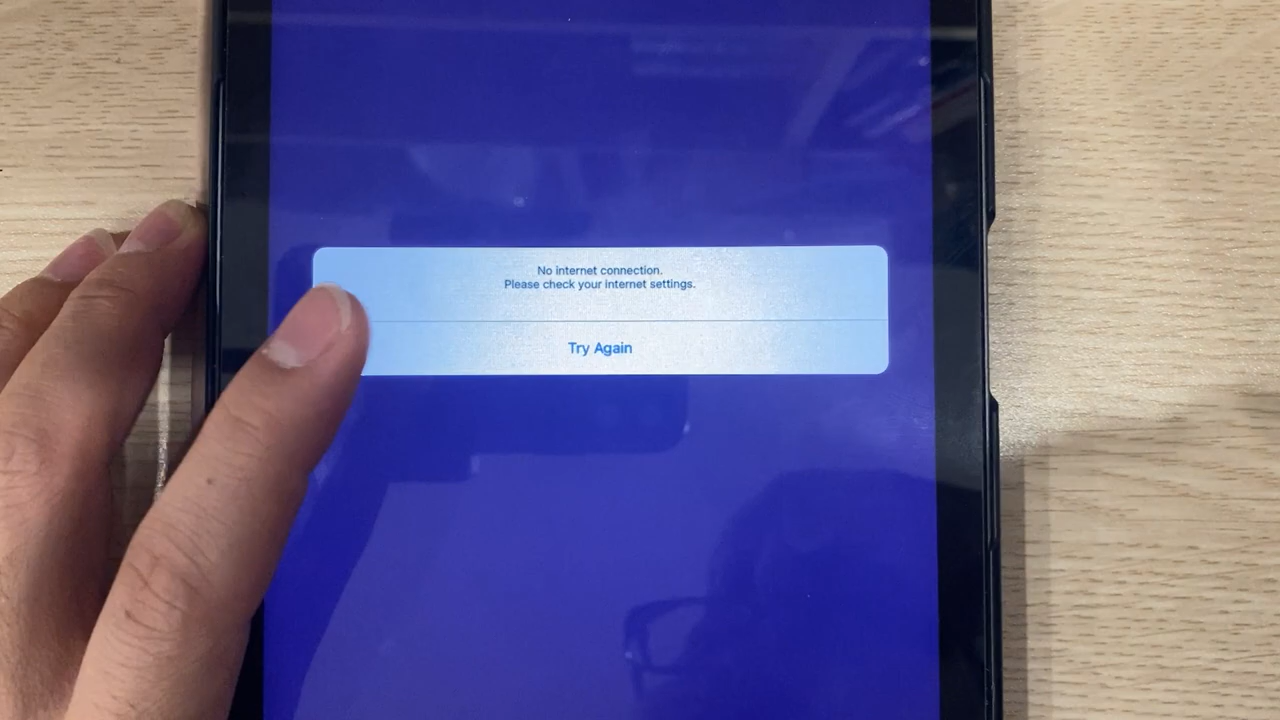 No internet connection.
Please check your internet settings.
Try Again